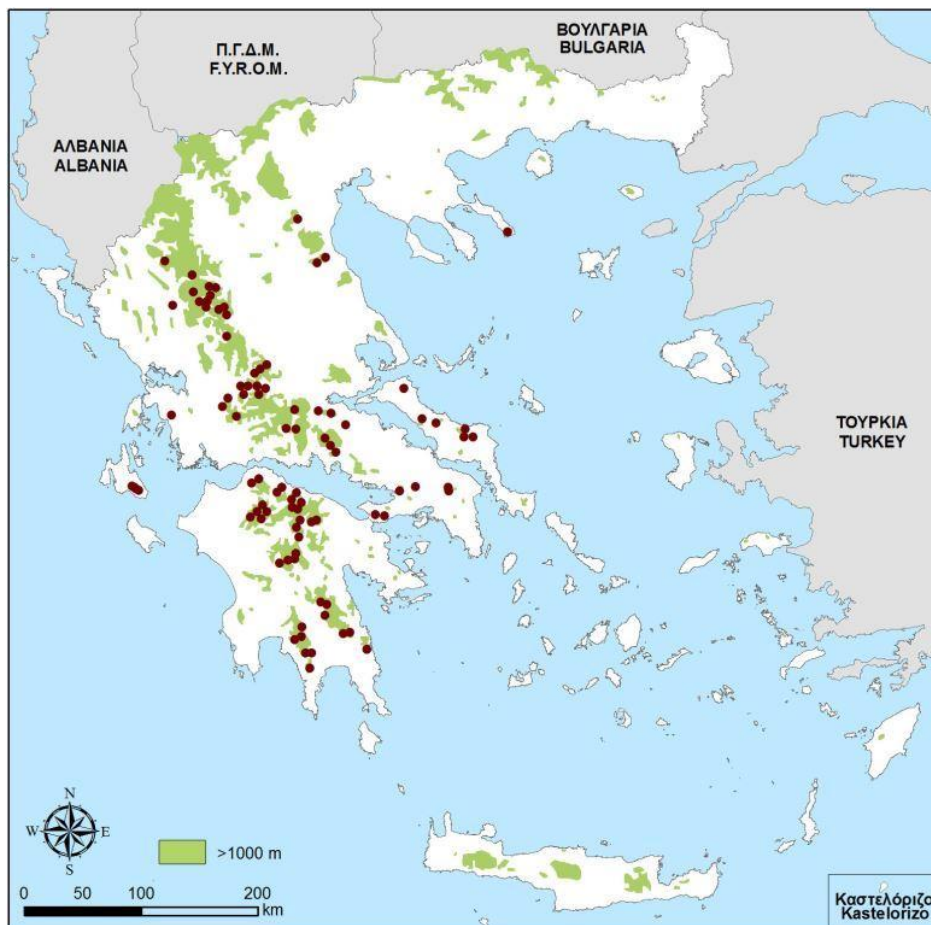 ΒΟΥΛΓΑΡΙΑ
BULGARIA
Π.Γ.Δ.Μ.
F.Y.R.O.M.
ΑΛΒΑΝΙΑ
ALBANIA
ΤΟΥΡΚΙΑ
TURKEY
N
W E
S
>1000 m
0 50 100 200
km
Καστελόριζο
Kastelorizo